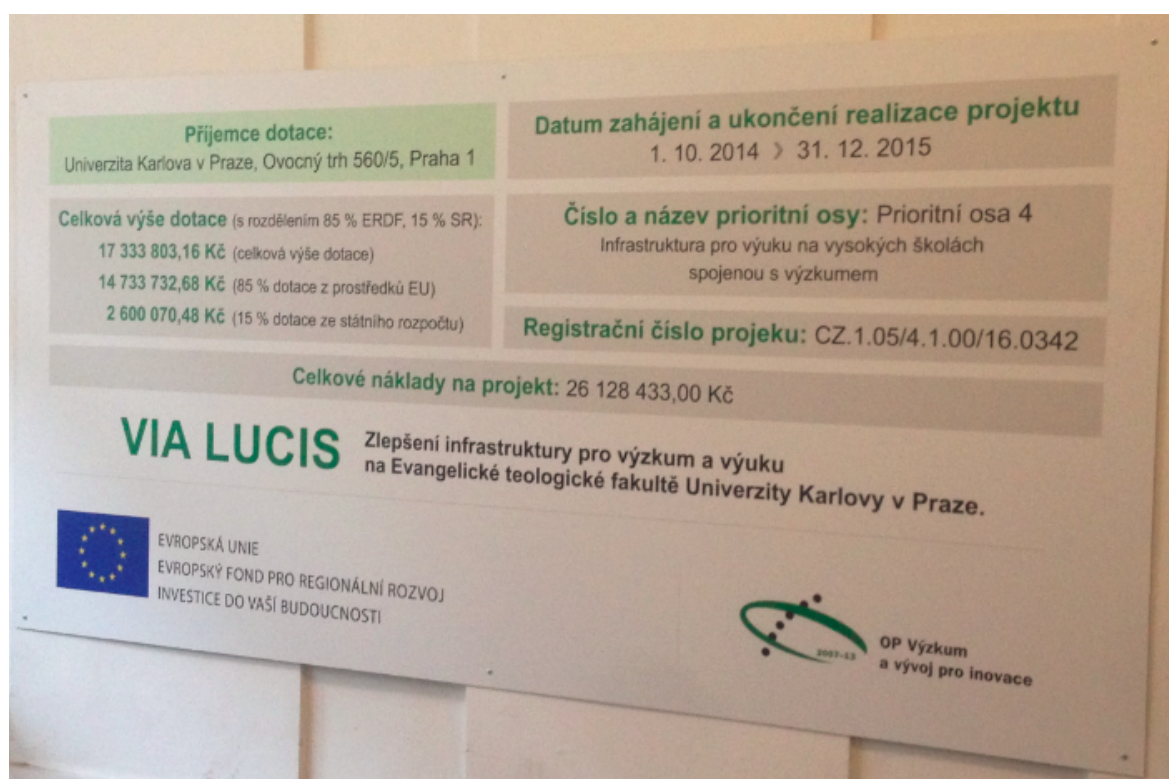 Příjemce dotace:
Univerzita Karlova v Praze, Ovocný trh 560/5, Praha 1
Datum zahájení a ukončení realizace projektu
1. 10. 2014 》 31. 12. 2015
Celková výše dotace (s rozdělením 85 % ERDF, 15 % SR):
17 333 803,16 Kč (celková výše dotace)
14 733 732,68 Kč (85 % dotace z prostředků EU)
2 600 070,48 Kč (15 % dotace ze státního rozpočtu)
Číslo a název prioritní osy: Prioritní osa 4
Infrastruktura pro výuku na vysokých školách
spojenou s výzkumem
Registrační číslo projeku: CZ.1.05/4.1.00/16.0342
Celkové náklady na projekt: 26 128 433,00 Kč
VIA LUCIS
Zlepšení infrastruktury pro výzkum a výuku
na Evangelické teologické fakultě Univerzity Karlovy v Praze.
EVROPSKÁ UNIE
EVROPSKÝ FOND PRO REGIONÁLNÍ ROZVOJ
INVESTICE DO VAŠÍ BUDOUCNOSTI
2007-13
OP Výzkum
a vývoj pro inovace